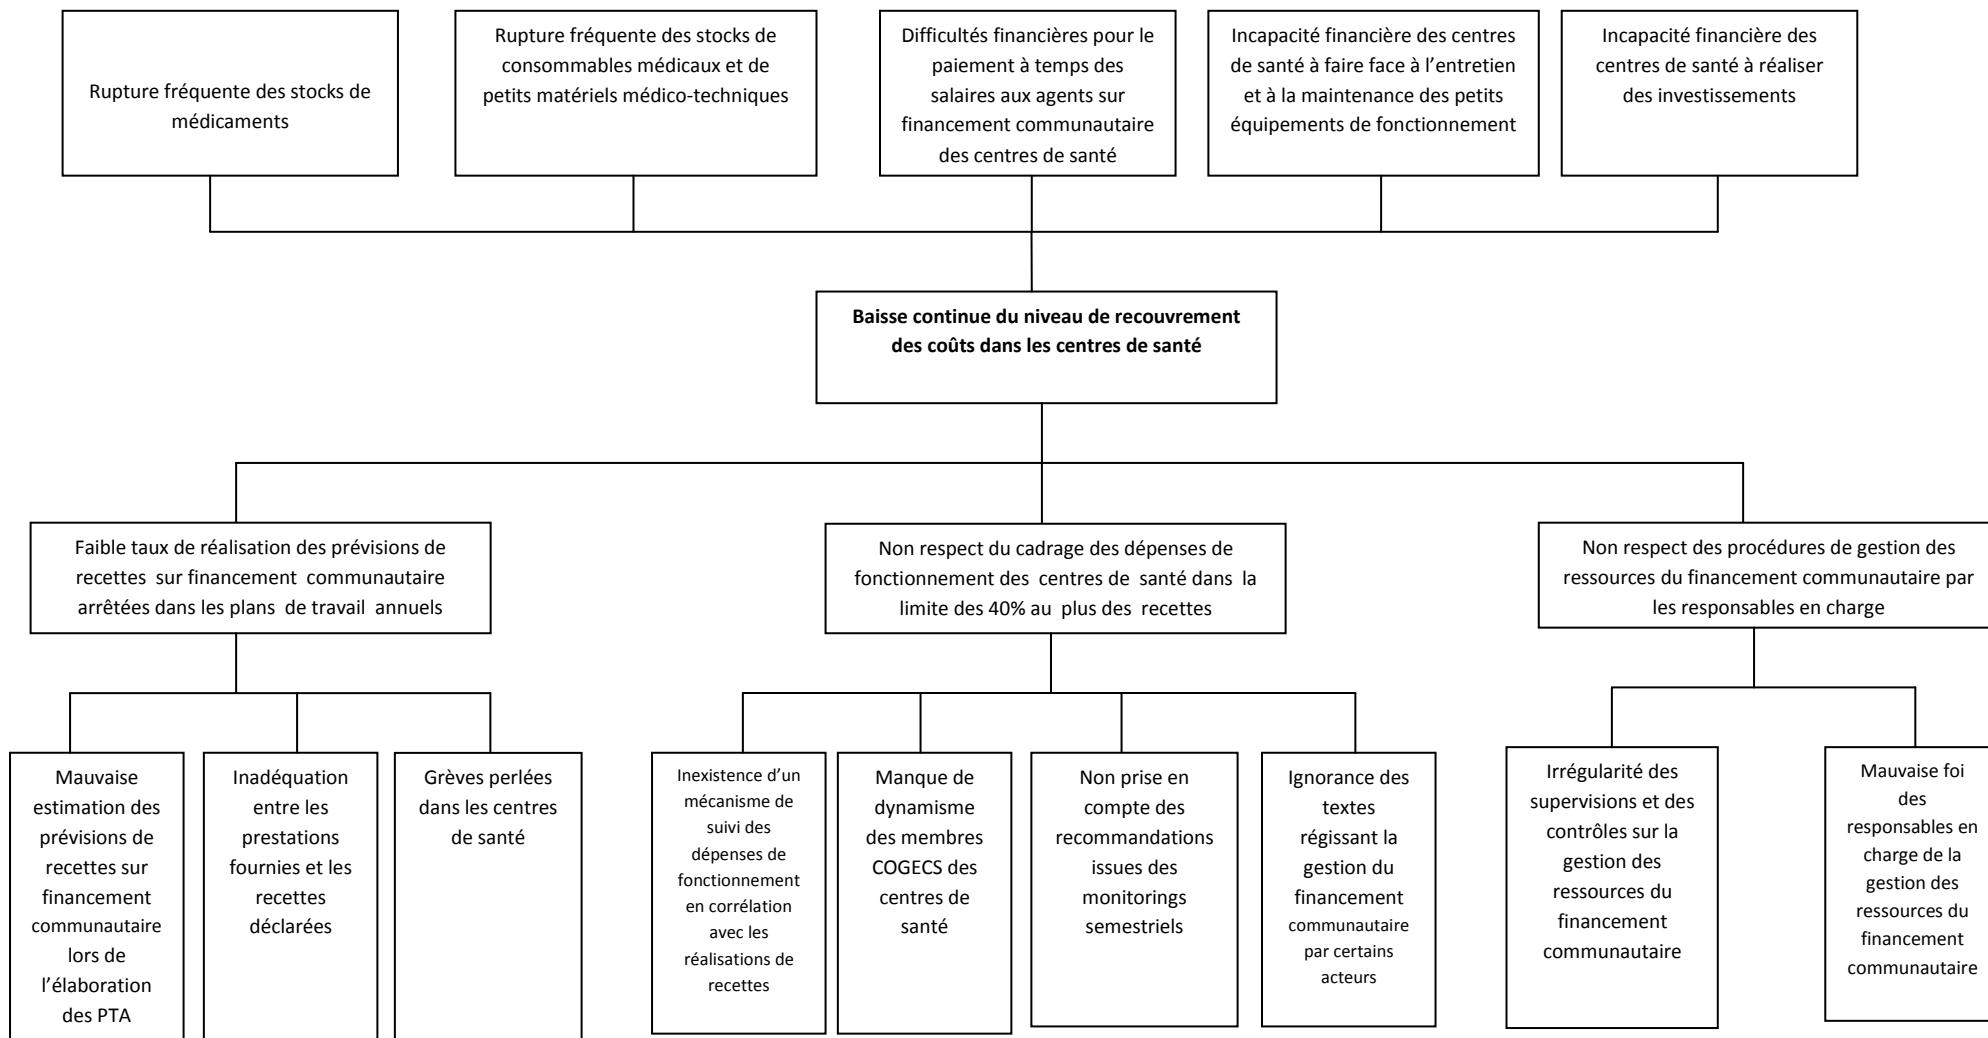 Rupture fréquente des stocks de
médicaments
Rupture fréquente des stocks de
consommables médicaux et de
petits matériels médico-techniques
Difficultés financières pour le
paiement à temps des
salaires aux agents sur
financement communautaire
des centres de santé
Incapacité financière des centres
de santé à faire face à l’entretien
et à la maintenance des petits
équipements de fonctionnement
Incapacité financière des
centres de santé à réaliser
des investissements
Baisse continue du niveau de recouvrement
des coûts dans les centres de santé
Faible taux de réalisation des prévisions de
recettes sur financement communautaire
arrêtées dans les plans de travail annuels
Non respect du cadrage des dépenses de
fonctionnement des centres de santé dans la
limite des 40% au plus des recettes
Non respect des procédures de gestion des
ressources du financement communautaire par
les responsables en charge
Mauvaise
estimation des
prévisions de
recettes sur
financement
communautaire
lors de
l’élaboration
des PTA
Inadéquation
entre les
prestations
fournies et les
recettes
déclarées
Grèves perlées
dans les centres
de santé
Inexistence d’un
mécanisme de
suivi des
dépenses de
fonctionnement
en corrélation
avec les
réalisations de
recettes
Manque de
dynamisme
des membres
COGECS des
centres de
santé
Non prise en
compte des
recommandations
issues des
monitorings
semestriels
Ignorance des
textes
régissant la
gestion du
financement
communautaire
par certains
acteurs
Irrégularité des
supervisions et des
contrôles sur la
gestion des
ressources du
financement
communautaire
Mauvaise foi
des
responsables en
charge de la
gestion des
ressources du
financement
communautaire